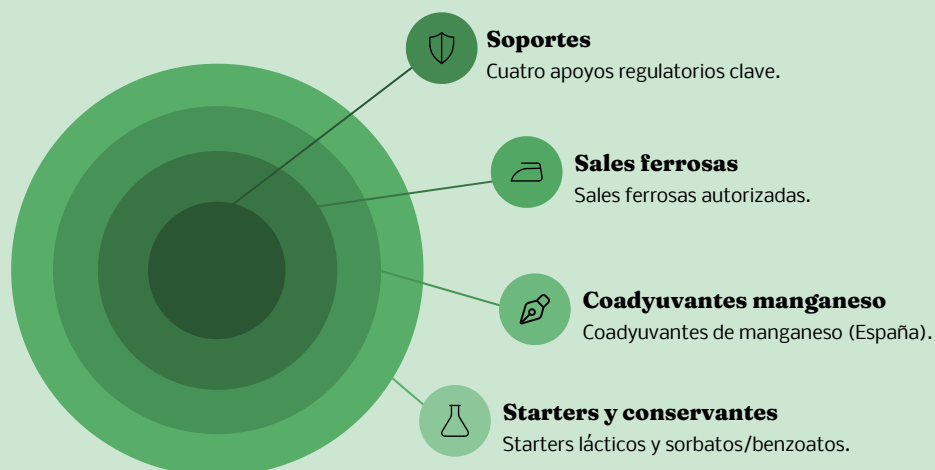 Soportes
Cuatro apoyos regulatorios clave.
Sales ferrosas
Sales ferrosas autorizadas.
Coadyuvantes manganeso
Coadyuvantes de manganeso (España).
Starters y conservantes
Starters lácticos y sorbatos/benzoatos.